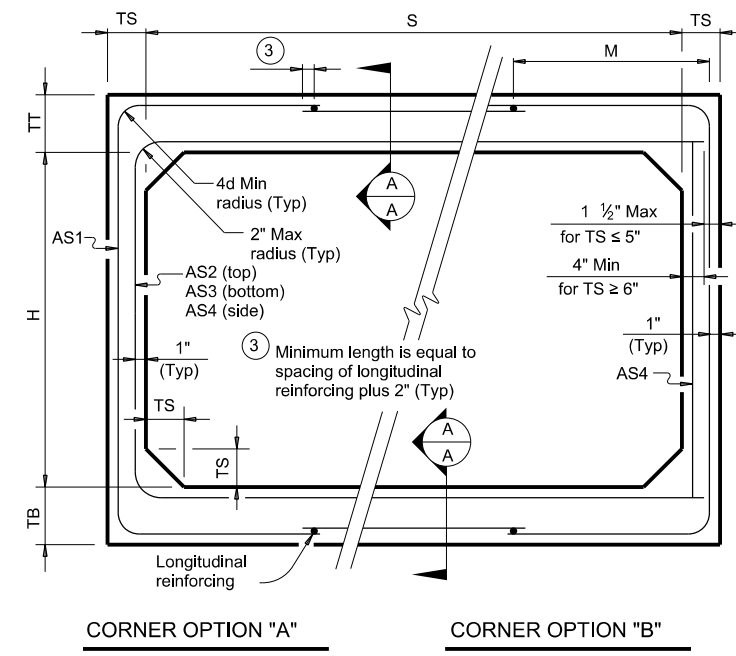 TS
S
TS
3
M
TT
4d Min
radius (Typ)
A
A
2" Max
radius (Typ)
1 ½" Max
for TS ≤ 5"
AS1
AS2 (top)
AS3 (bottom)
AS4 (side)
4" Min
for TS ≥ 6"
H
1"
(Typ)
3
Minimum length is equal to
spacing of longitudinal
reinforcing plus 2" (Typ)
1"
(Typ)
AS4
TS
TS
A
A
TB
Longitudinal
reinforcing
CORNER OPTION "A"
CORNER OPTION "B"